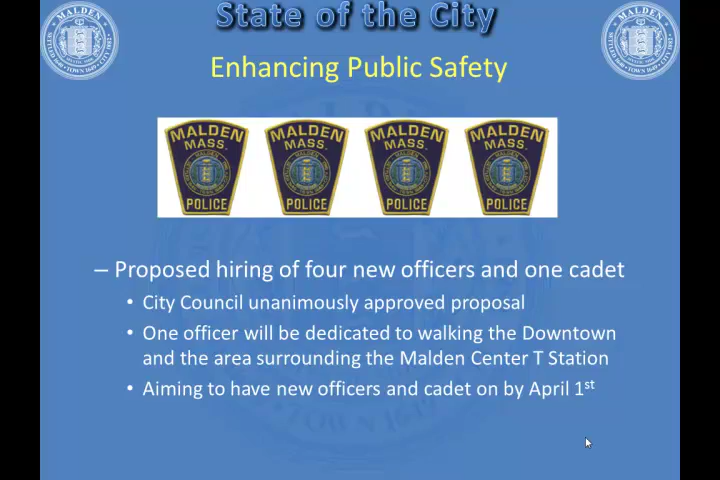 State of the City
MALDEN
MALDEN
Enhancing Public Safety
MALDEN MALDEN MALDEN MALDEN
MASS. MASS. MASS. MASS.
POLICE POLICE POLICE POLICE
– Proposed hiring of four new officers and one cadet
• City Council unanimously approved proposal
• One officer will be dedicated to walking the Downtown
and the area surrounding the Malden Center T Station
• Aiming to have new officers and cadet on by April 1st